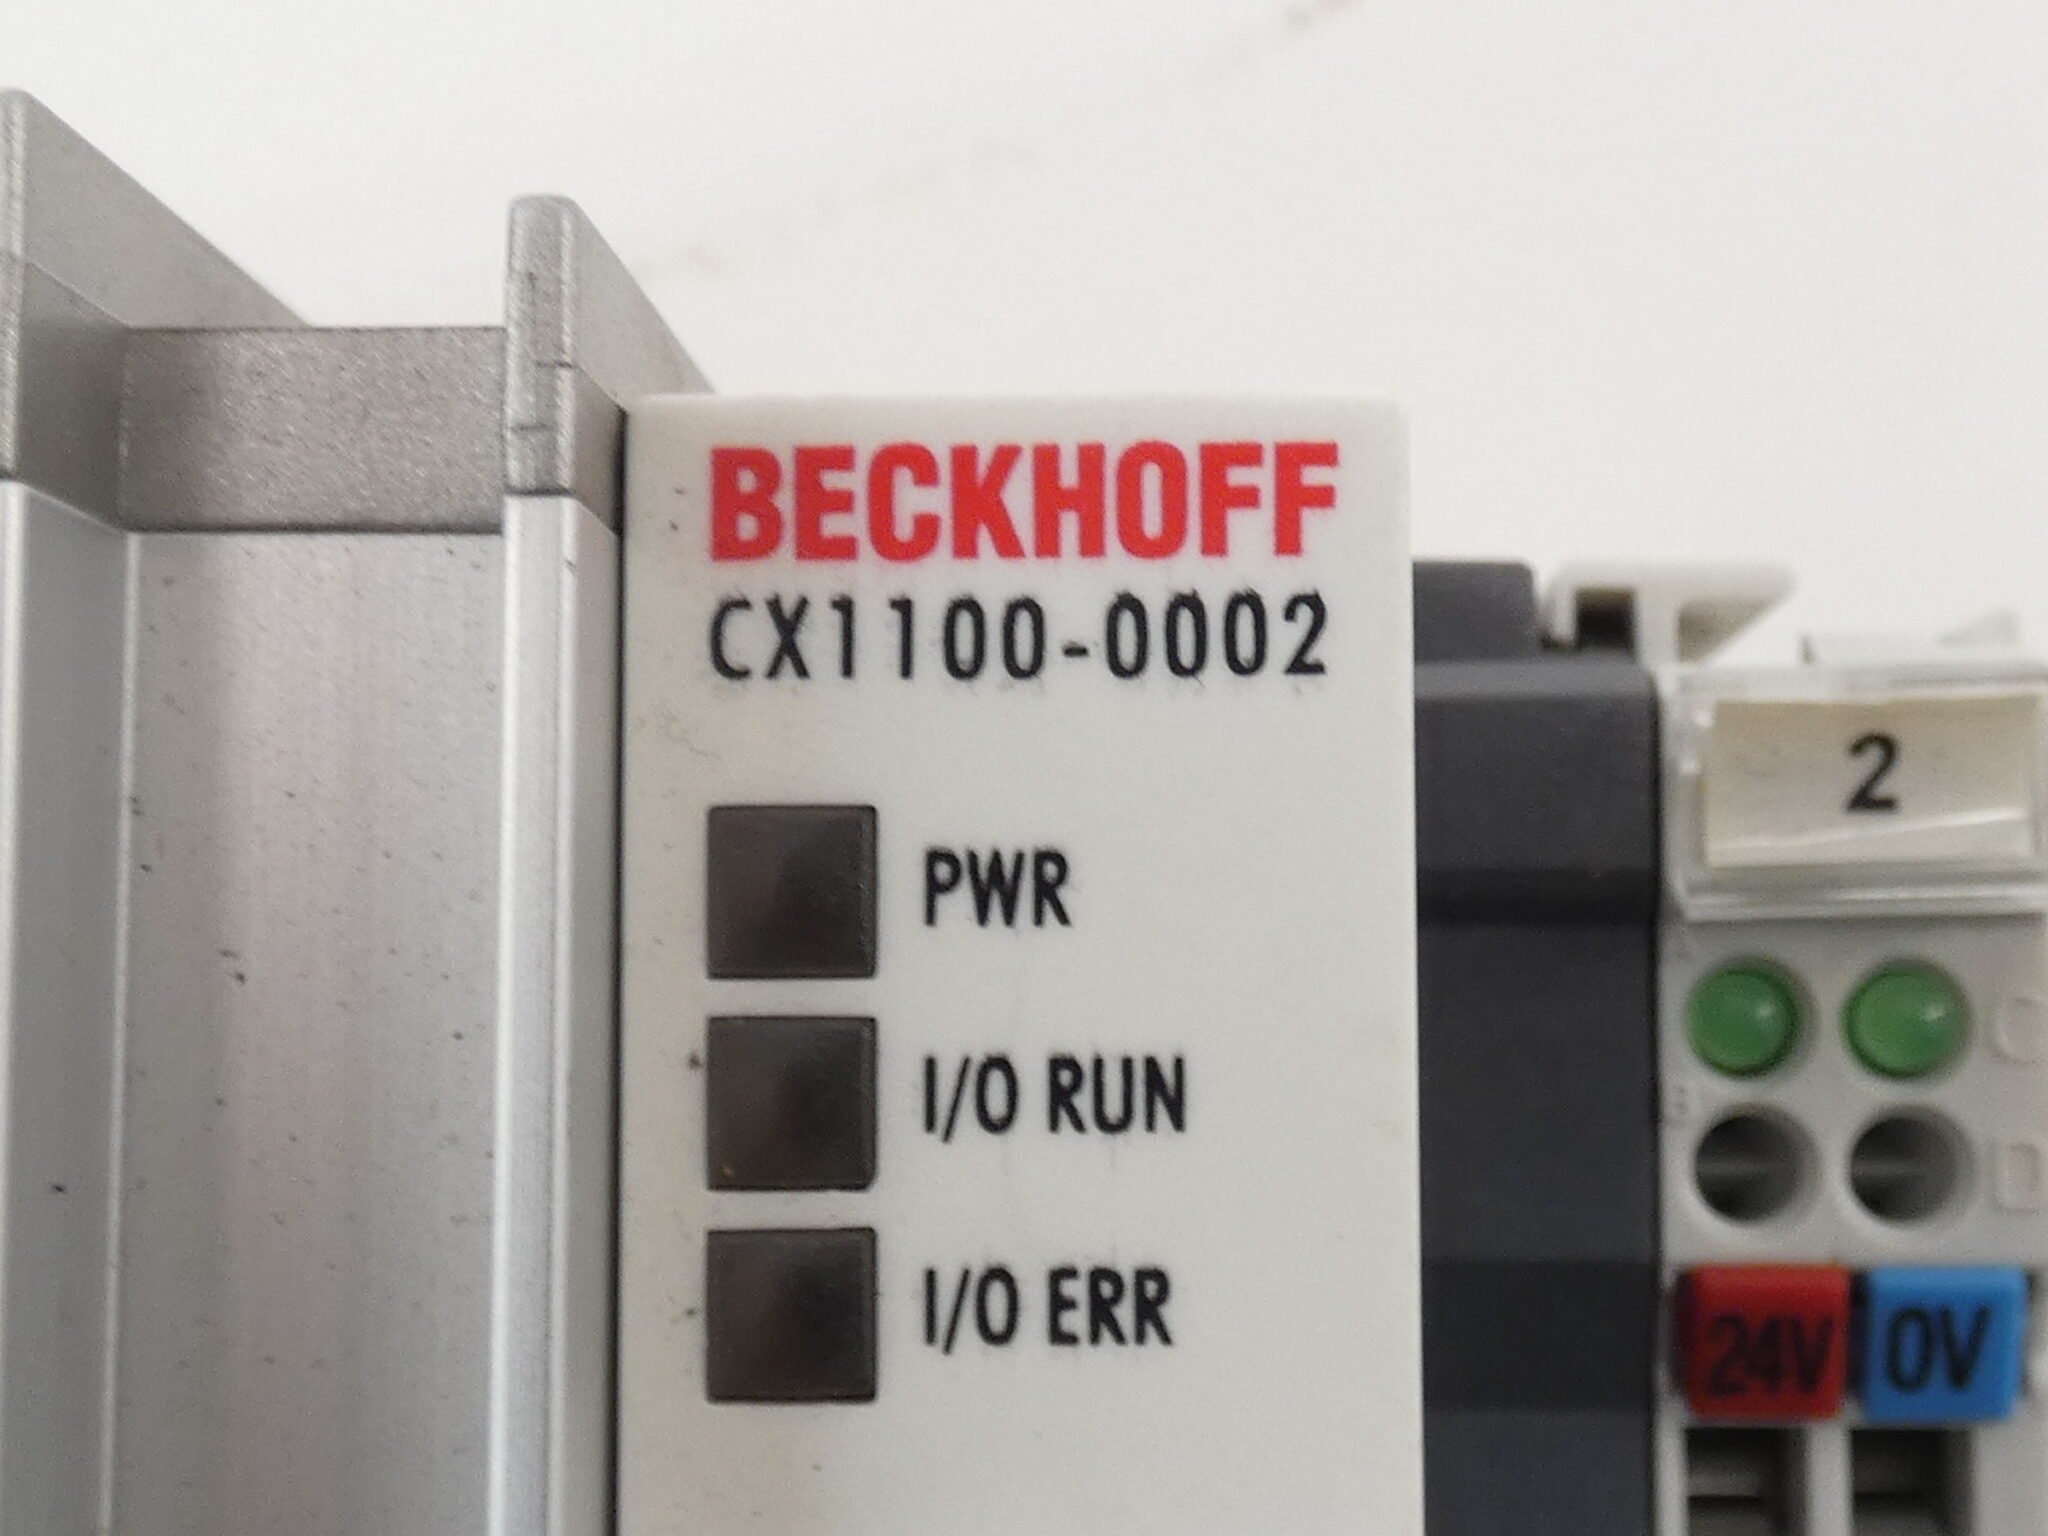 BECKHOFF
CX1100-0002
2
PWR
I/O RUN
I/O ERR
24V
0V